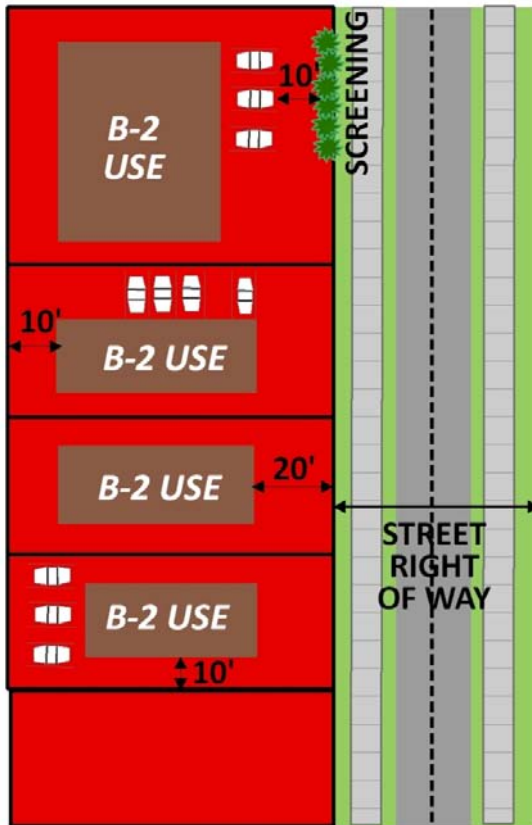 10'
SCREENING
B-2
USE
10'
B-2 USE
B-2 USE
20'
STREET
RIGHT
OF WAY
B-2 USE
10'